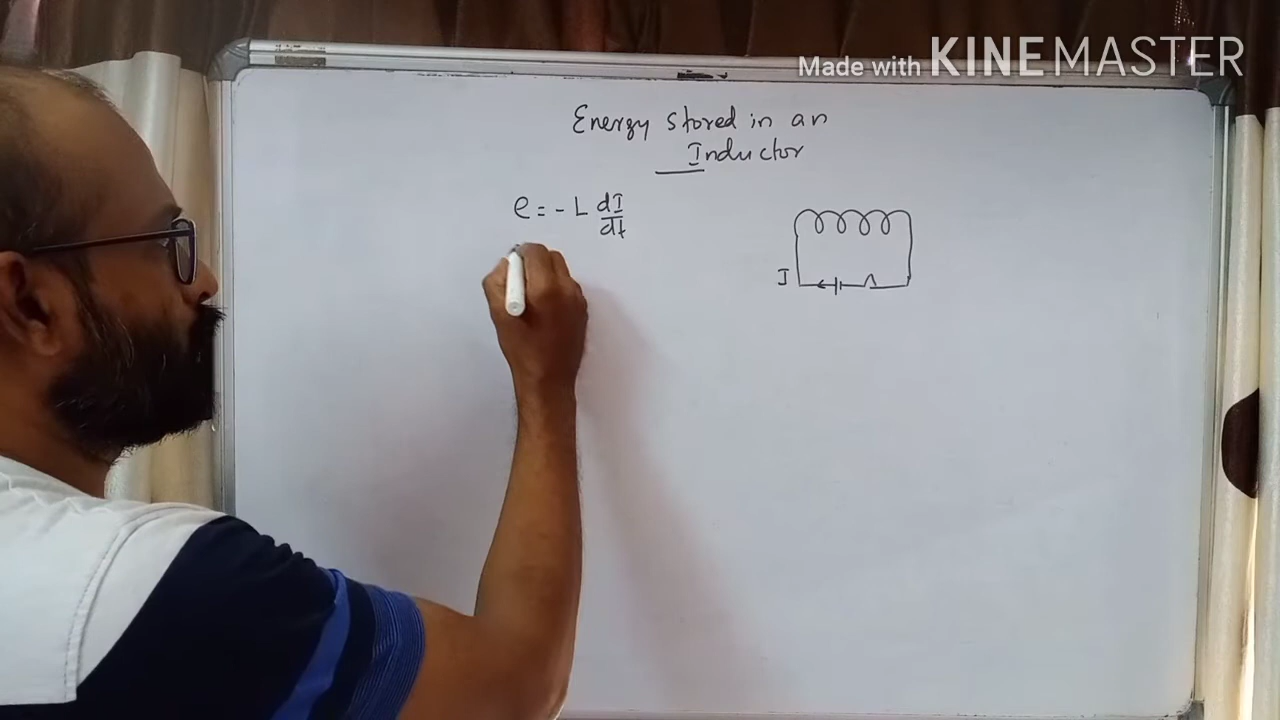 Made with KINEMASTER
Energy stored in an
Inductor
e = - L dI/dt
I